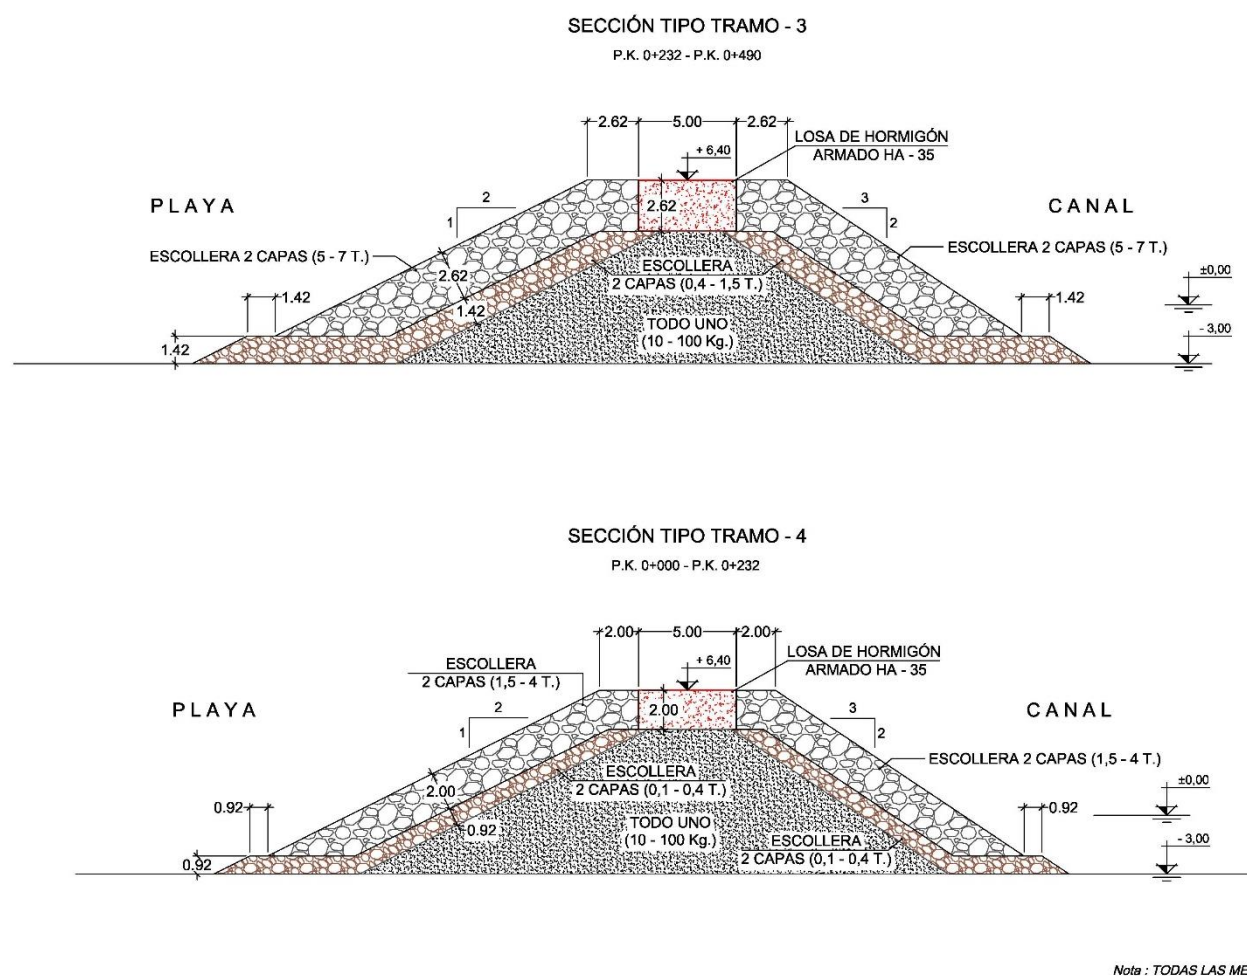 SECCIÓN TIPO TRAMO - 3
P.K. 0+232 - P.K. 0+490
2.62
5.00
2.62
LOSA DE HORMIGÓN
ARMADO HA - 35
+ 6,40
PLAYA
2
1
2.62
3
2
CANAL
ESCOLLERA 2 CAPAS (5 - 7 T.)
ESCOLLERA 2 CAPAS (5 - 7 T.)
2.62
ESCOLLERA
2 CAPAS (0,4 - 1,5 T.)
±0,00
1.42
1.42
1.42
TODO UNO
(10 - 100 Kg.)
- 3,00
1.42
SECCIÓN TIPO TRAMO - 4
P.K. 0+000 - P.K. 0+232
2.00
5.00
2.00
LOSA DE HORMIGÓN
ARMADO HA - 35
ESCOLLERA
2 CAPAS (1,5 - 4 T.)
+ 6,40
PLAYA
2
1
2.00
3
2
CANAL
ESCOLLERA 2 CAPAS (1,5 - 4 T.)
ESCOLLERA
2 CAPAS (0,1 - 0,4 T.)
±0,00
2.00
0.92
0.92
0.92
TODO UNO
(10 - 100 Kg.)
ESCOLLERA
2 CAPAS (0,1 - 0,4 T.)
- 3,00
0.92
Nota : TODAS LAS ME